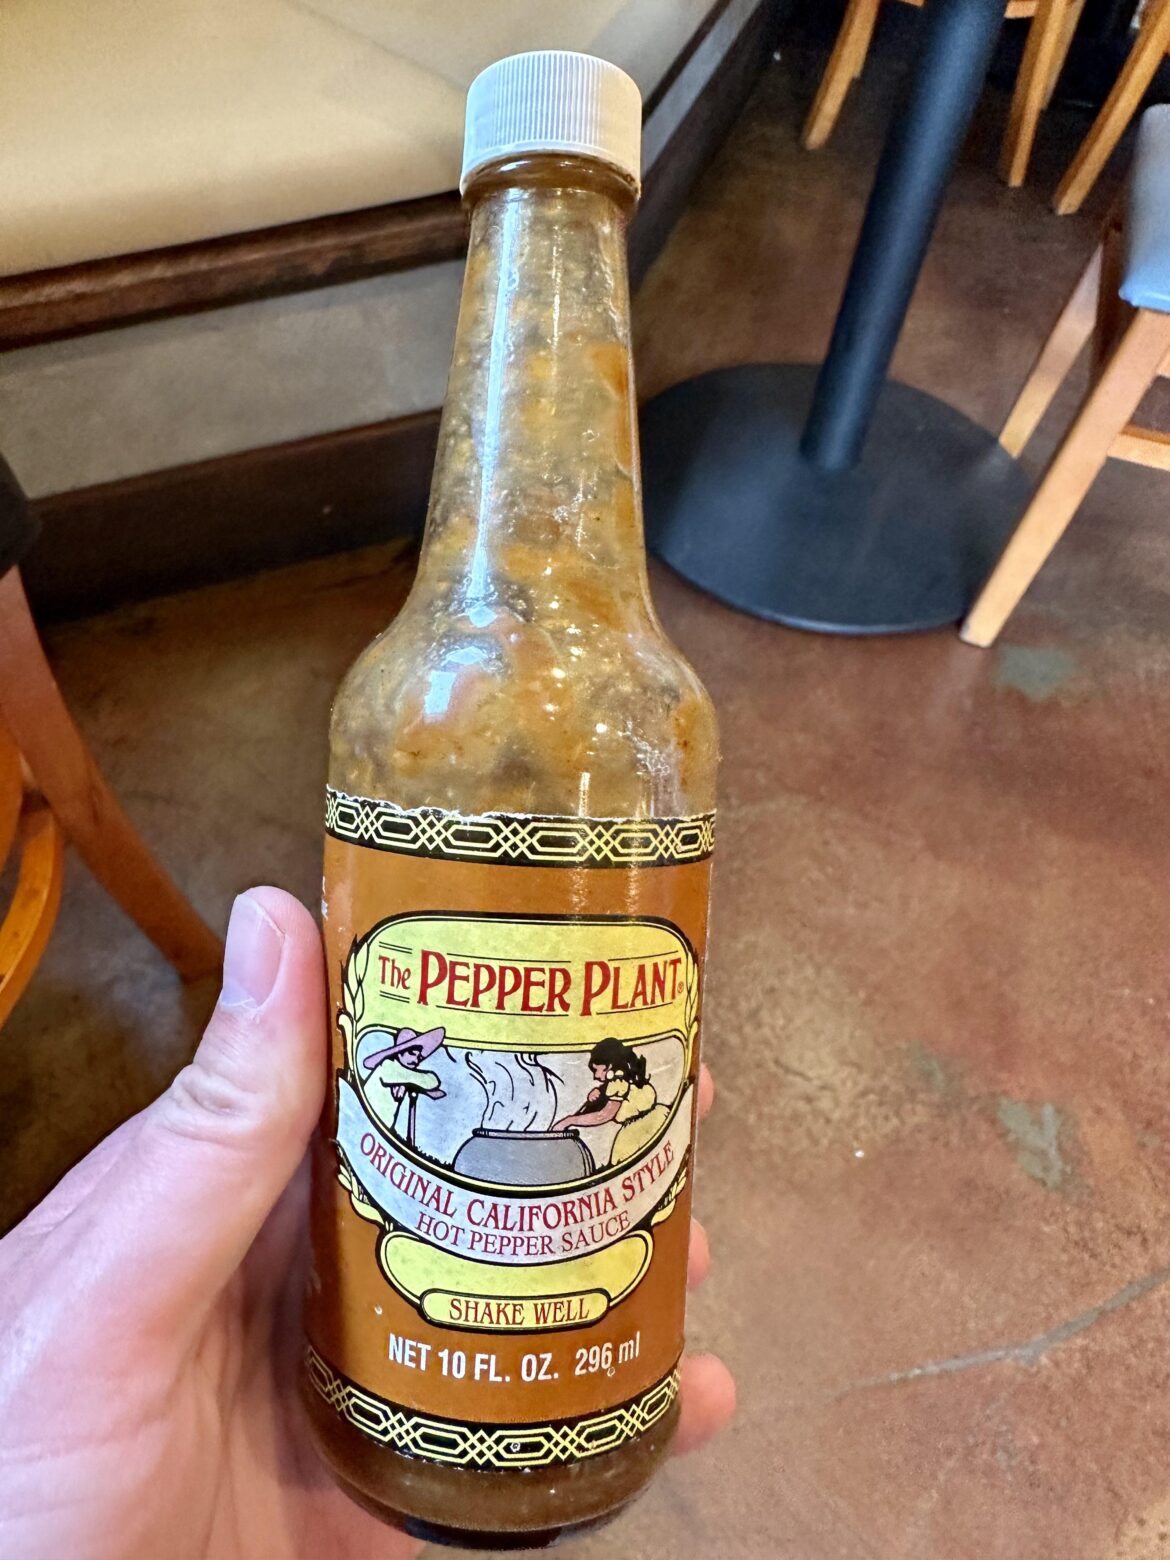 The PEPPER PLANT®
ORIGINAL CALIFORNIA STYLE
HOT PEPPER SAUCE
SHAKE WELL
NET 10 FL. OZ. 296 ml